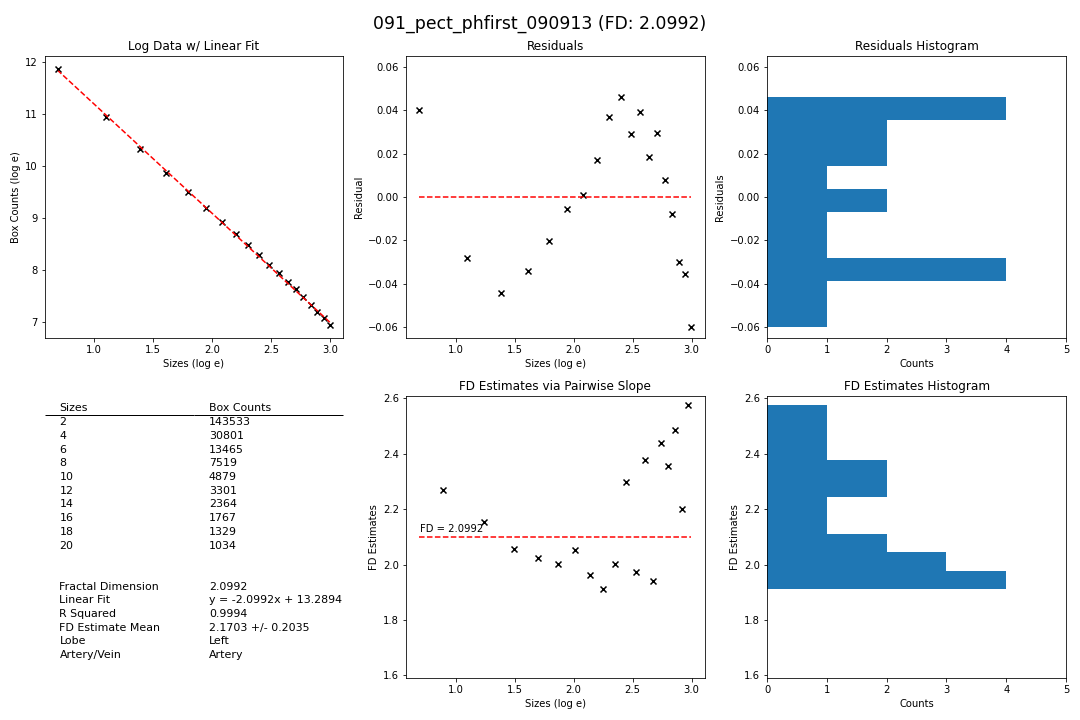 091_pect_phfirst_090913 (FD: 2.0992)
Log Data w/ Linear Fit
12
11
10
9
8
7
Box Counts (log e)
1.0 1.5 2.0 2.5 3.0
Sizes (log e)
Residuals
0.06
0.04
0.02
0.00
−0.02
−0.04
−0.06
Residual
1.0 1.5 2.0 2.5 3.0
Sizes (log e)
Residuals Histogram
0.06
0.04
0.02
0.00
−0.02
−0.04
−0.06
Residuals
0 1 2 3 4 5
Counts
Sizes Box Counts
2 143533
4 30801
6 13465
8 7519
10 4879
12 3301
14 2364
16 1767
18 1329
20 1034
Fractal Dimension 2.0992
Linear Fit y = -2.0992x + 13.2894
R Squared 0.9994
FD Estimate Mean 2.1703 +/- 0.2035
Lobe Left
Artery/Vein Artery
FD Estimates via Pairwise Slope
2.6
2.4
2.2
2.0
1.8
1.6
FD Estimates
FD = 2.0992
1.0 1.5 2.0 2.5 3.0
Sizes (log e)
FD Estimates Histogram
2.6
2.4
2.2
2.0
1.8
1.6
FD Estimates
0 1 2 3 4 5
Counts